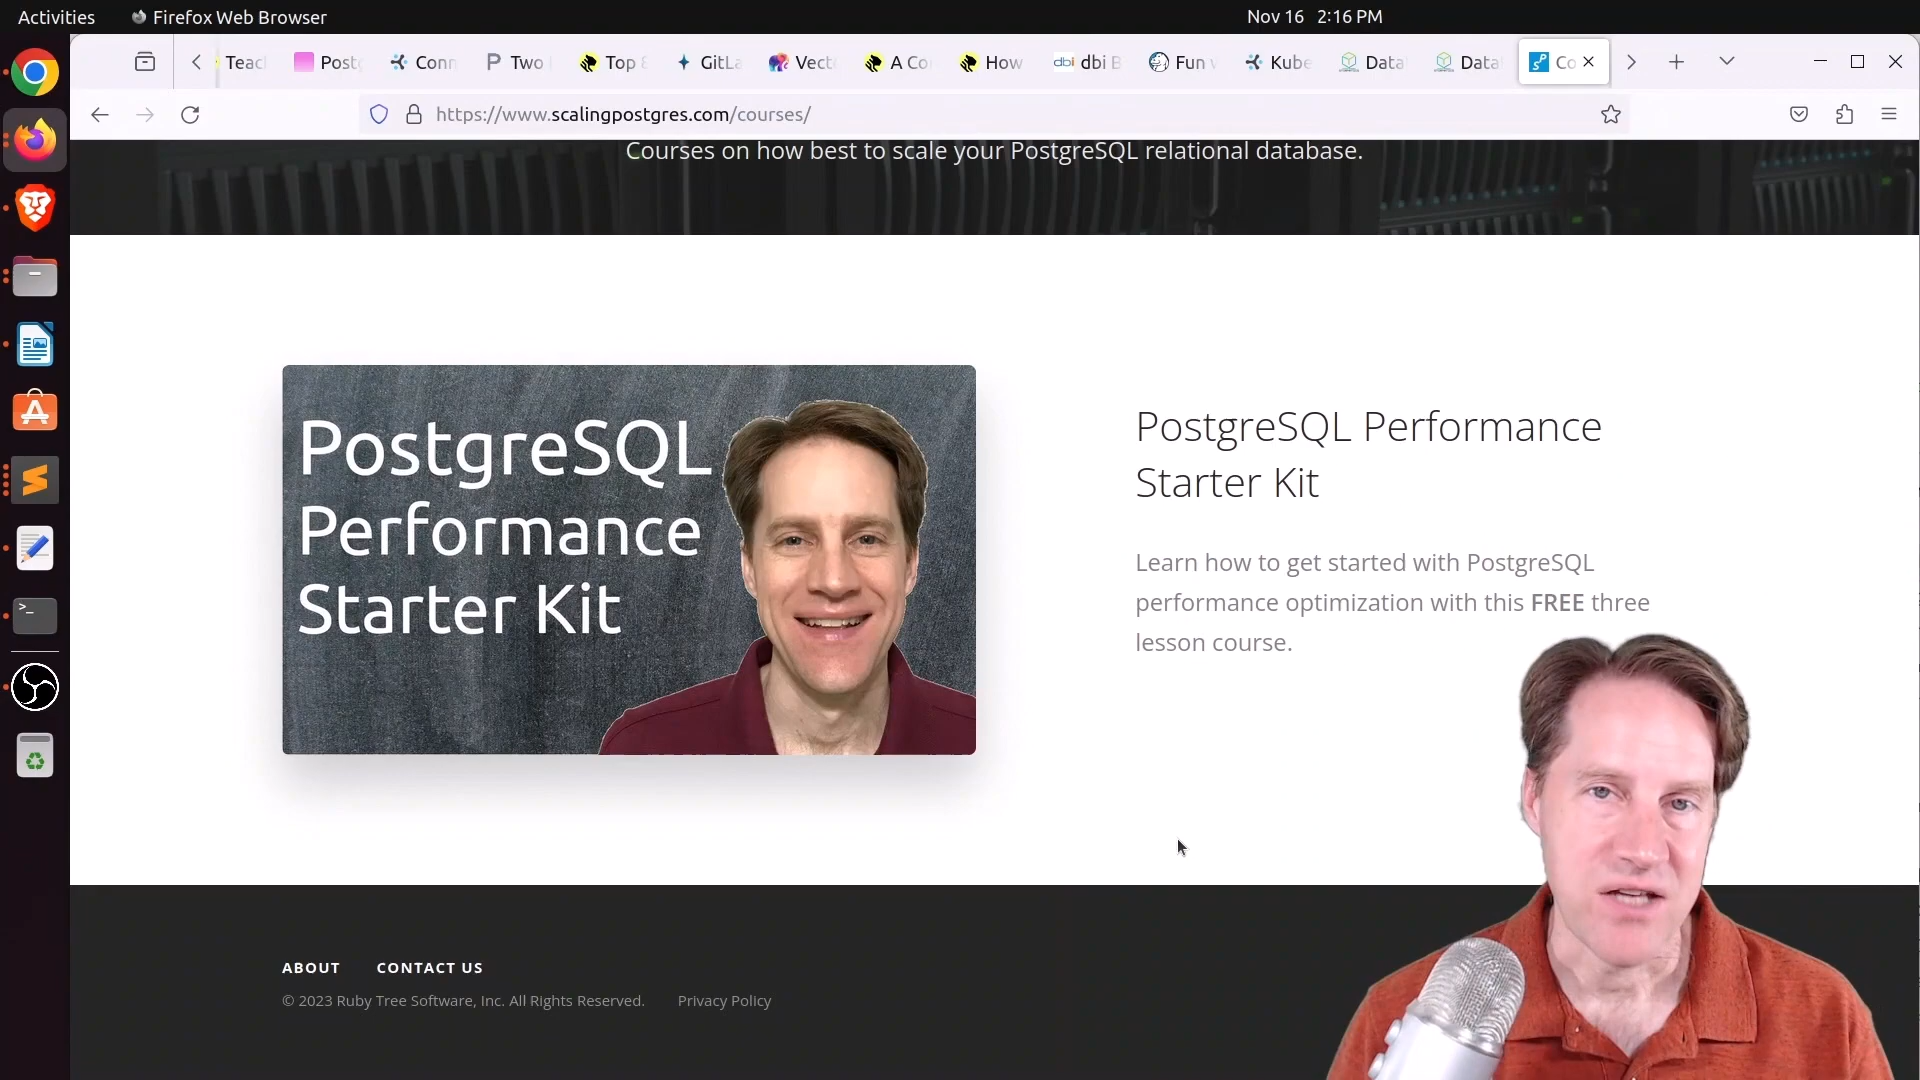 Activities
Firefox Web Browser
Nov 16 2:16 PM
Teac
Postg
Conn
Two
Top
GitLa
Vect
A Co
How
dbi dbi B
Fun
Kube
Data
Data
Co
https://www.scalingpostgres.com/courses/
Courses on how best to scale your PostgreSQL relational database.
PostgreSQL
Performance
Starter Kit
PostgreSQL Performance
Starter Kit
Learn how to get started with PostgreSQL
performance optimization with this FREE three
lesson course.
ABOUT
CONTACT US
© 2023 Ruby Tree Software, Inc. All Rights Reserved.
Privacy Policy